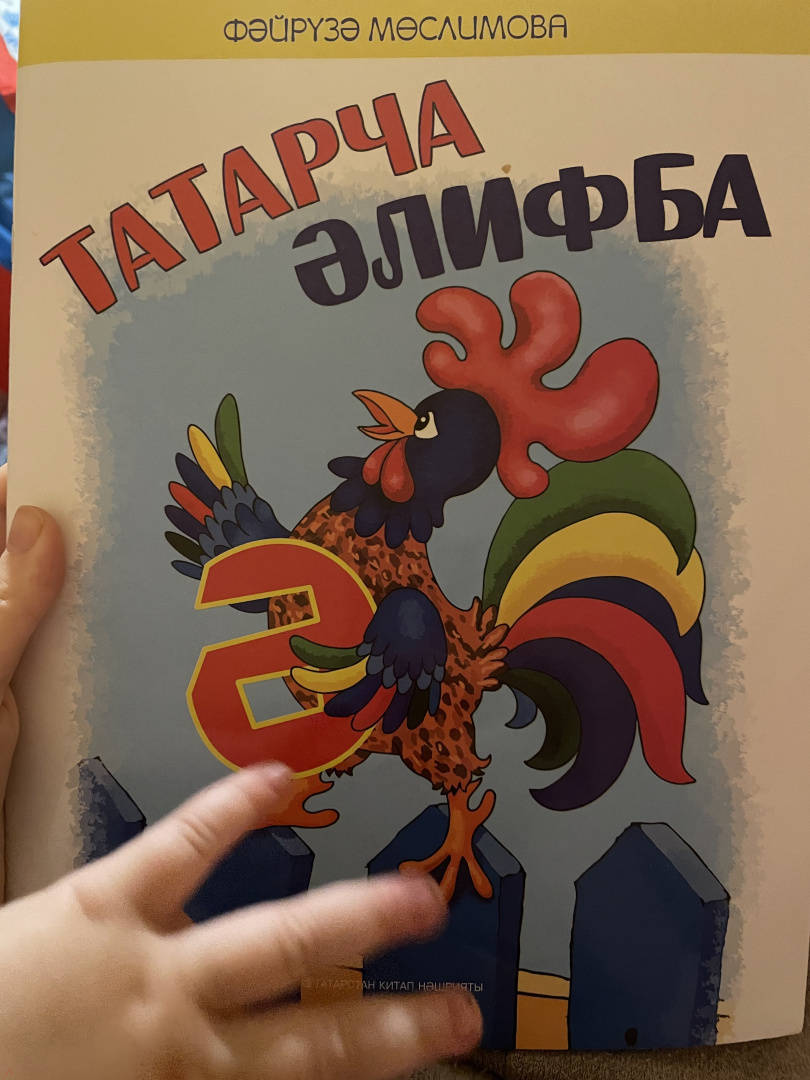 ФӘЙРҮЗӘ МӨСЛИМОВА
ТАТАРЧА
ӘЛИФБА
Ә
ТАТАРСТАН КИТАП НӘШРИЯТЫ